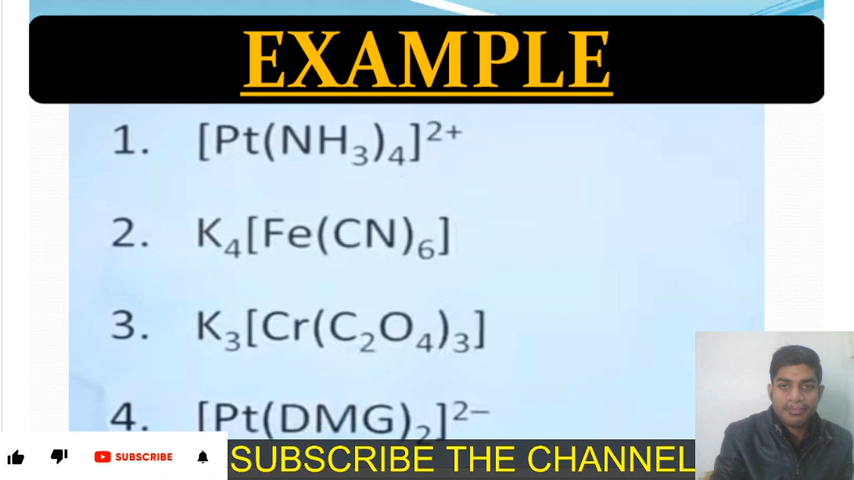 EXAMPLE
1. [Pt(NH₃)₄]²⁺
2. K₄[Fe(CN)₆]
3. K₃[Cr(C₂O₄)₃]
4. [Pt(DMG)₂]²⁻
SUBSCRIBE
SUBSCRIBE THE CHANNEL